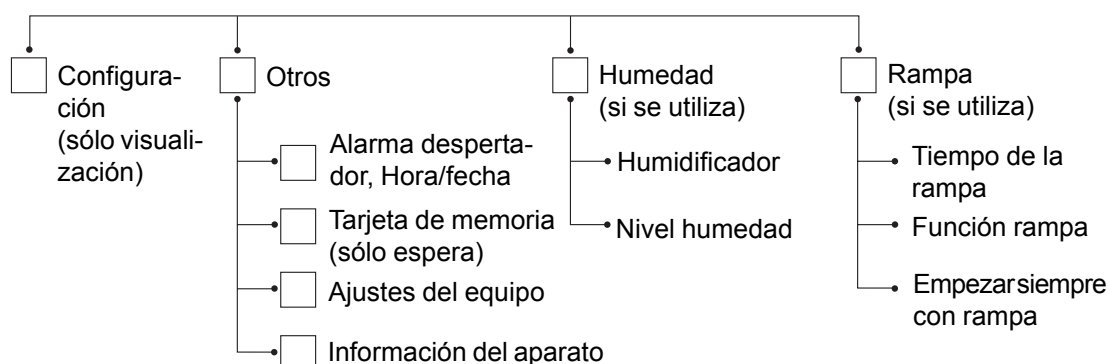 Configura-
ción
(sólo visuali-
zación)
Otros
Alarma desperta-
dor, Hora/fecha
Tarjeta de memoria
(sólo espera)
Ajustes del equipo
Información del aparato
Humedad
(si se utiliza)
Humidificador
Nivel humedad
Rampa
(si se utiliza)
Tiempo de la
rampa
Función rampa
Empezar siempre
con rampa